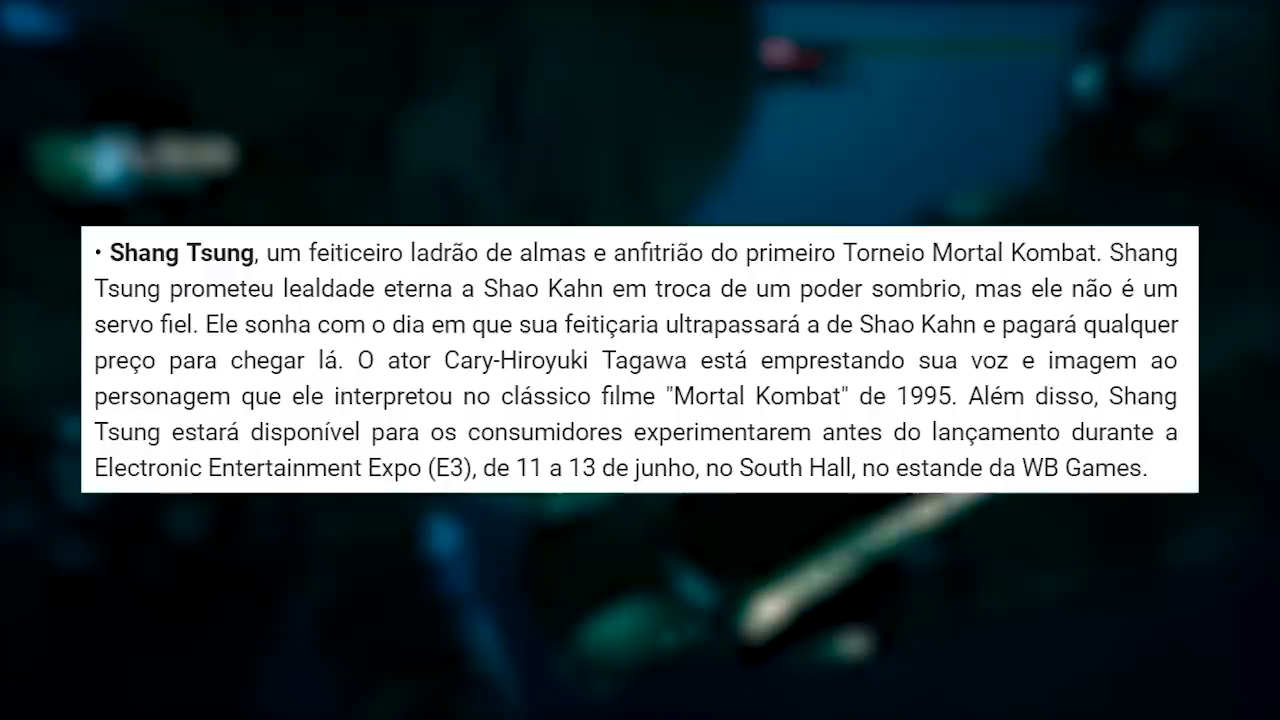 • Shang Tsung, um feiticeiro ladrão de almas e anfitrião do primeiro Torneio Mortal Kombat. Shang
Tsung prometeu lealdade eterna a Shao Kahn em troca de um poder sombrio, mas ele não é um
servo fiel. Ele sonha com o dia em que sua feitiçaria ultrapassará a de Shao Kahn e pagará qualquer
preço para chegar lá. O ator Cary-Hiroyuki Tagawa está emprestando sua voz e imagem ao
personagem que ele interpretou no clássico filme "Mortal Kombat" de 1995. Além disso, Shang
Tsung estará disponível para os consumidores experimentarem antes do lançamento durante a
Electronic Entertainment Expo (E3), de 11 a 13 de junho, no South Hall, no estande da WB Games.